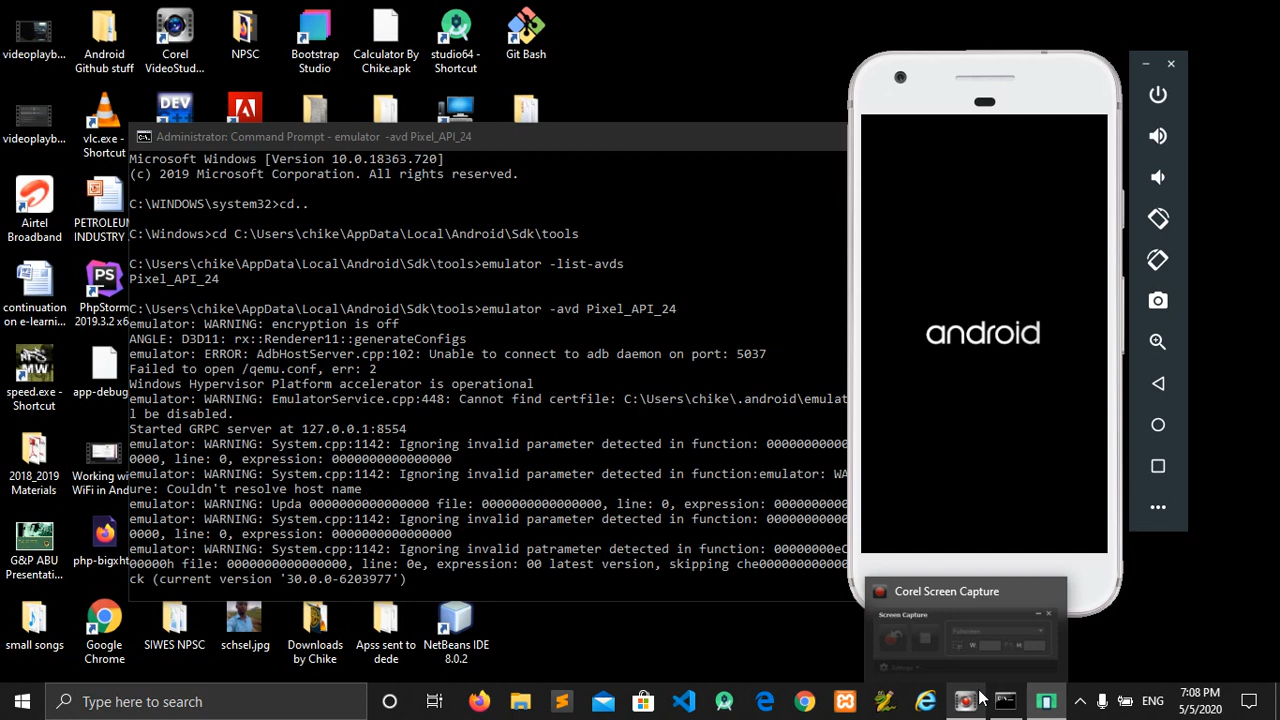 videoplayb...
Android
Github stuff
Corel
VideoStud...
NPSC
Bootstrap
Studio
Calculator By
Chike.apk
studio64 -
Shortcut
Git Bash
videoplayb...
vlc.exe -
Shortcut
DEV
Administrator: Command Prompt - emulator -avd Pixel_API_24
Microsoft Windows [Version 10.0.18363.720]
(c) 2019 Microsoft Corporation. All rights reserved.
C:\WINDOWS\system32>cd..
C:\Windows>cd C:\Users\chike\AppData\Local\Android\Sdk\tools
C:\Users\chike\AppData\Local\Android\Sdk\tools>emulator -list-avds
Pixel_API_24
C:\Users\chike\AppData\Local\Android\Sdk\tools>emulator -avd Pixel_API_24
emulator: WARNING: encryption is off
ANGLE: D3D11: rx::Renderer11::generateConfigs
emulator: ERROR: AdbHostServer.cpp:102: Unable to connect to adb daemon on port: 5037
Failed to open /qemu.conf, err: 2
Windows Hypervisor Platform accelerator is operational
emulator: WARNING: EmulatorService.cpp:448: Cannot find certfile: C:\Users\chike\.android\emulat
l be disabled.
Started GRPC server at 127.0.0.1:8554
emulator: WARNING: System.cpp:1142: Ignoring invalid parameter detected in function: 00000000000
0000, line: 0, expression: 0000000000000000
emulator: WARNING: System.cpp:1142: Ignoring invalid parameter detected in function:emulator: WA
ure: Couldn't resolve host name
emulator: WARNING: Upda 0000000000000000 file: 0000000000000000, line: 0, expression: 0000000000
emulator: WARNING: System.cpp:1142: Ignoring invalid parameter detected in function: 00000000000
0000, line: 0, expression: 0000000000000000
emulator: WARNING: System.cpp:1142: Ignoring invalid patrameter detected in function: 00000000eC
00000h file: 0000000000000000, line: 0e, expression: 00 latest version, skipping che000000000000
ck (current version '30.0.0-6203977')
Airtel
Broadband
PETROLEUM
INDUSTRY
continuation
on e-learni...
PS
PhpStorm
2019.3.2 x6
speed.exe -
Shortcut
app-debug
2018_2019
Materials
Working wi
WiFi in And
G&P ABU
Presentati...
php-bigxht
small songs
Google
Chrome
SIWES NPSC
schsel.jpg
Downloads
by Chike
Apss sent to
dede
NetBeans IDE
8.0.2
android
Corel Screen Capture
Screen Capture
Fullscreen
W:
H:
Settings
Type here to search
ENG
7:08 PM
5/5/2020